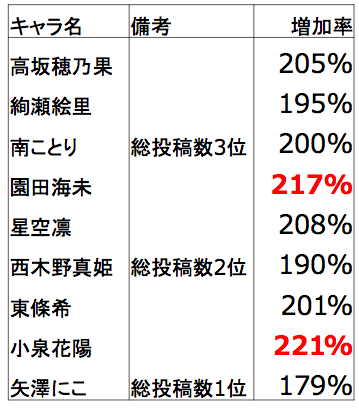 キャラ名 備考 増加率
高坂穂乃果 205%
絢瀬絵里 195%
南ことり 総投稿数3位 200%
園田海未 217%
星空凛 208%
西木野真姫 総投稿数2位 190%
東條希 201%
小泉花陽 221%
矢澤にこ 総投稿数1位 179%